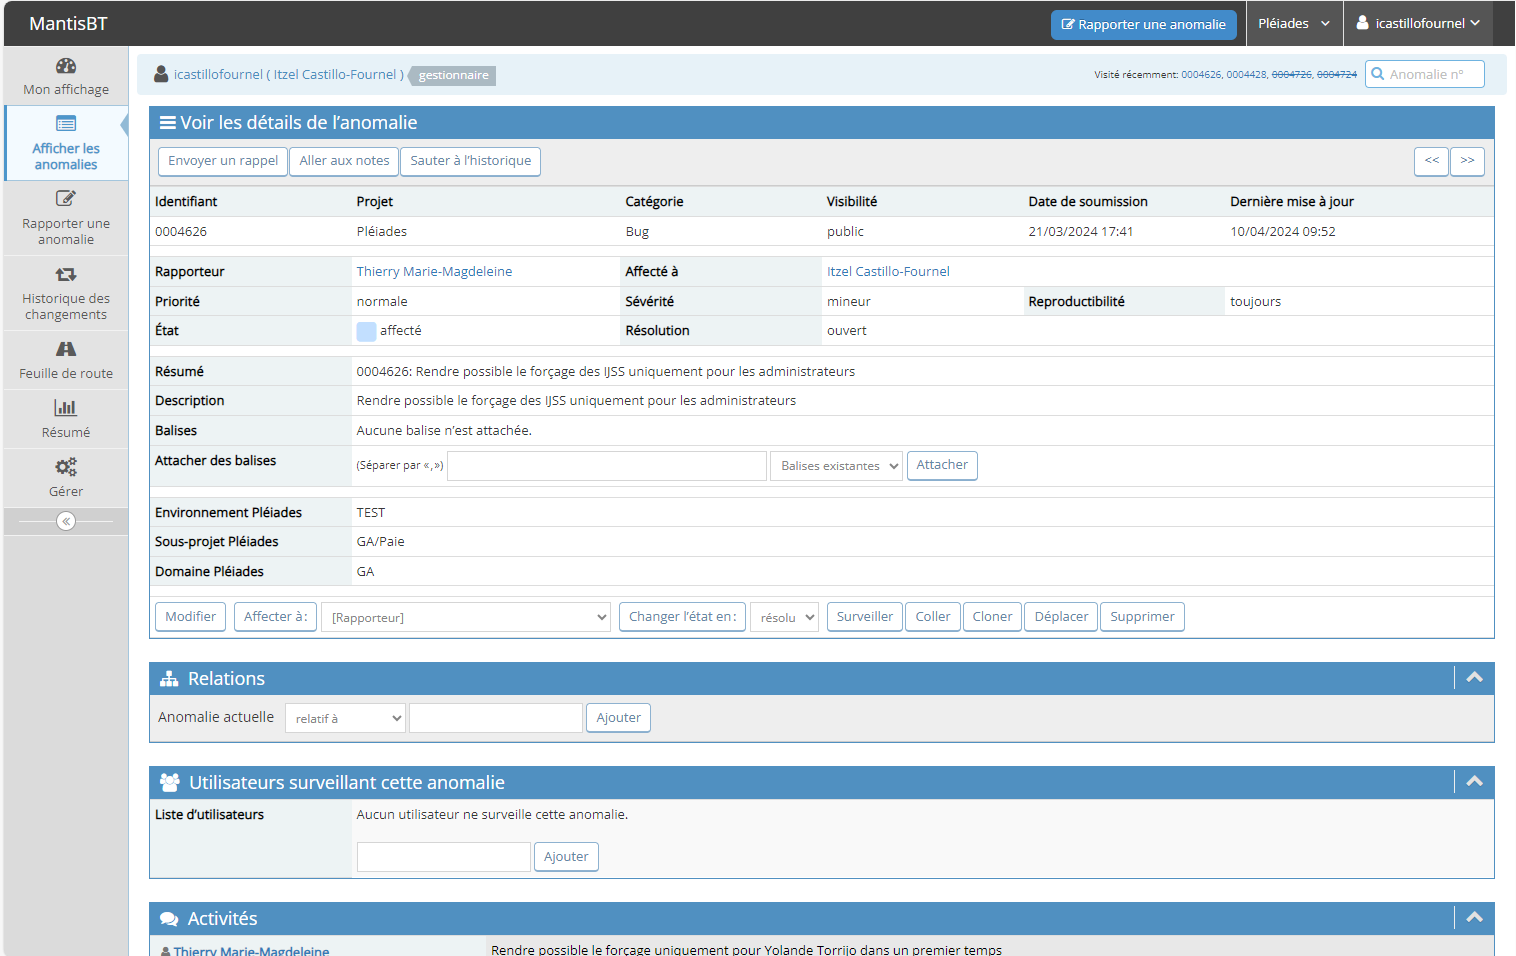 MantisBT
Rapporter une anomalie
Pléiades
icastillofournel
Mon affichage
Afficher les
anomalies
Rapporter une
anomalie
Historique des
changements
Feuille de route
Résumé
Gérer
icastillofournel ( Itzel Castillo-Fournel ) gestionnaire
Visité récemment: 0004626, 0004428, 0004726, 0004724
Anomalie n°
Voir les détails de l’anomalie
Envoyer un rappel Aller aux notes Sauter à l’historique << >>
Identifiant Projet Catégorie Visibilité Date de soumission Dernière mise à jour
0004626 Pléiades Bug public 21/03/2024 17:41 10/04/2024 09:52
Rapporteur Thierry Marie-Magdeleine Affecté à Itzel Castillo-Fournel
Priorité normale Sévérité mineur Reproductibilité toujours
État affecté Résolution ouvert
Résumé 0004626: Rendre possible le forçage des IJSS uniquement pour les administrateurs
Description Rendre possible le forçage des IJSS uniquement pour les administrateurs
Balises Aucune balise n’est attachée.
Attacher des balises (Séparer par «,») Balises existantes Attacher
Environnement Pléiades TEST
Sous-projet Pléiades GA/Paie
Domaine Pléiades GA
Modifier Affecter à: [Rapporteur] Changer l’état en: résolu Surveiller Coller Cloner Déplacer Supprimer
Relations
Anomalie actuelle relatif à Ajouter
Utilisateurs surveillant cette anomalie
Liste d’utilisateurs Aucun utilisateur ne surveille cette anomalie.
Ajouter
Activités
Thierry Marie-Magdeleine Rendre possible le forçage uniquement pour Yolande Torrijo dans un premier temps